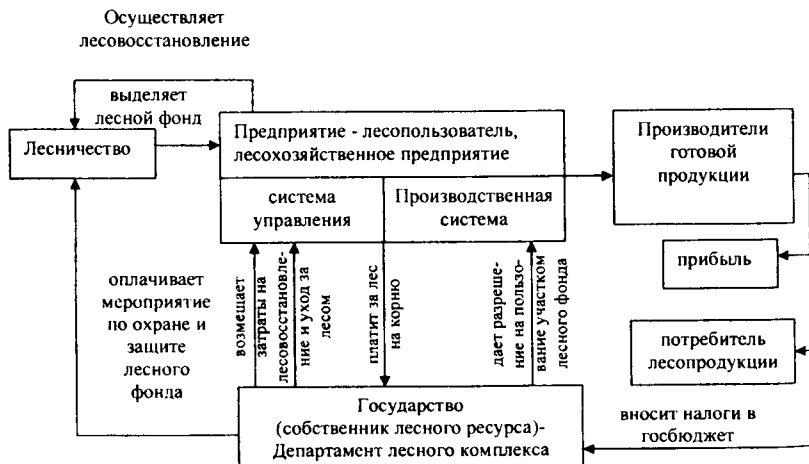 Осуществляет
лесовосстановление
выделяет
лесной фонд
Лесничество
Предприятие - лесопользователь,
лесохозяйственное предприятие
система
управления
Производственная
система
Производители
готовой
продукции
прибыль
потребитель
лесопродукции
оплачивает
мероприятие
по охране и
защите
лесного
фонда
возмещает
затраты на
лесовосстановле-
ние и уход за
лесом
платит за лес
на корню
дает разреше-
ние на пользо-
вание участком
лесного фонда
Государство
(собственник лесного ресурса)-
Департамент лесного комплекса
вносит налоги в
госбюджет